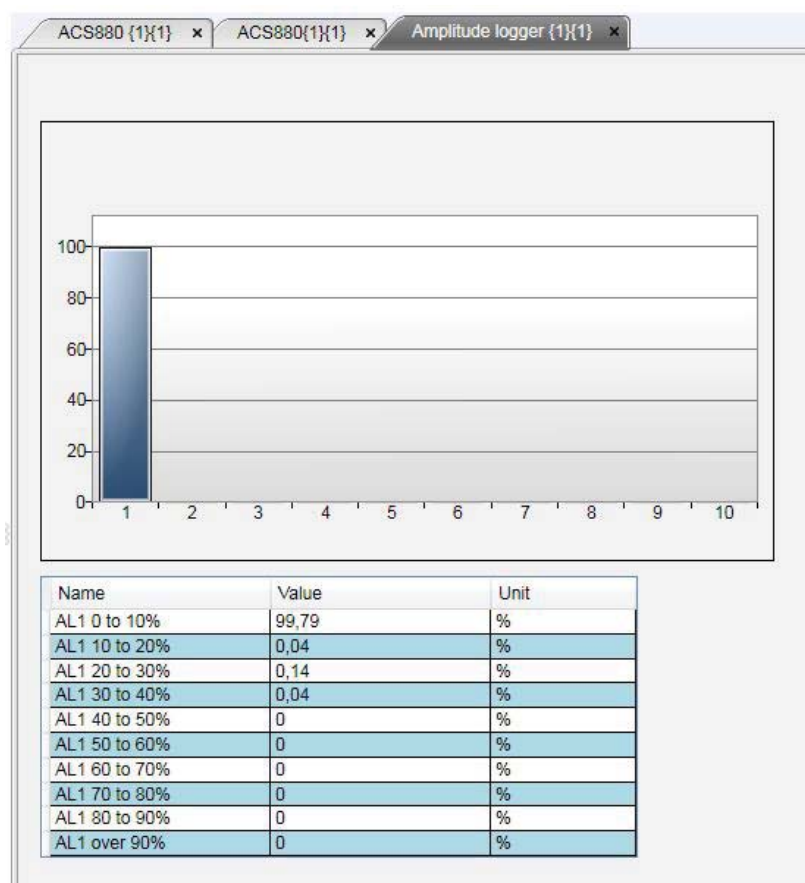 ACS880 {1}{1} × ACS880{1}{1} × Amplitude logger {1}{1} ×
100
80
60
40
20
0
1 2 3 4 5 6 7 8 9 10
Name Value Unit
AL1 0 to 10% 99,79 %
AL1 10 to 20% 0,04 %
AL1 20 to 30% 0,14 %
AL1 30 to 40% 0,04 %
AL1 40 to 50% 0 %
AL1 50 to 60% 0 %
AL1 60 to 70% 0 %
AL1 70 to 80% 0 %
AL1 80 to 90% 0 %
AL1 over 90% 0 %